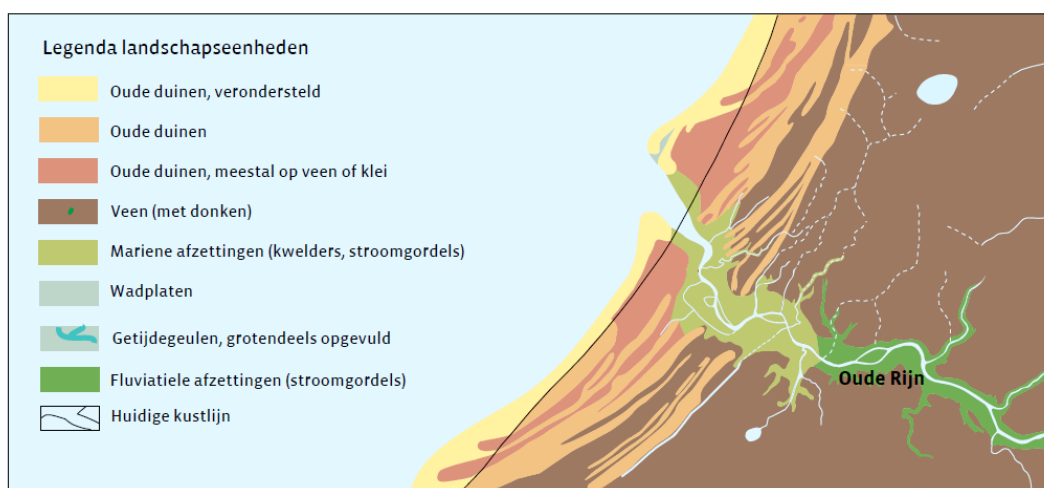 Legenda landschapseenheden
Oude duinen, verondersteld
Oude duinen
Oude duinen, meestal op veen of klei
Veen (met donken)
Mariene afzettingen (kwelders, stroomgordels)
Wadplaten
Getijdegeulen, grotendeels opgevuld
Fluviatiele afzettingen (stroomgordels)
Huidige kustlijn
Oude Rijn